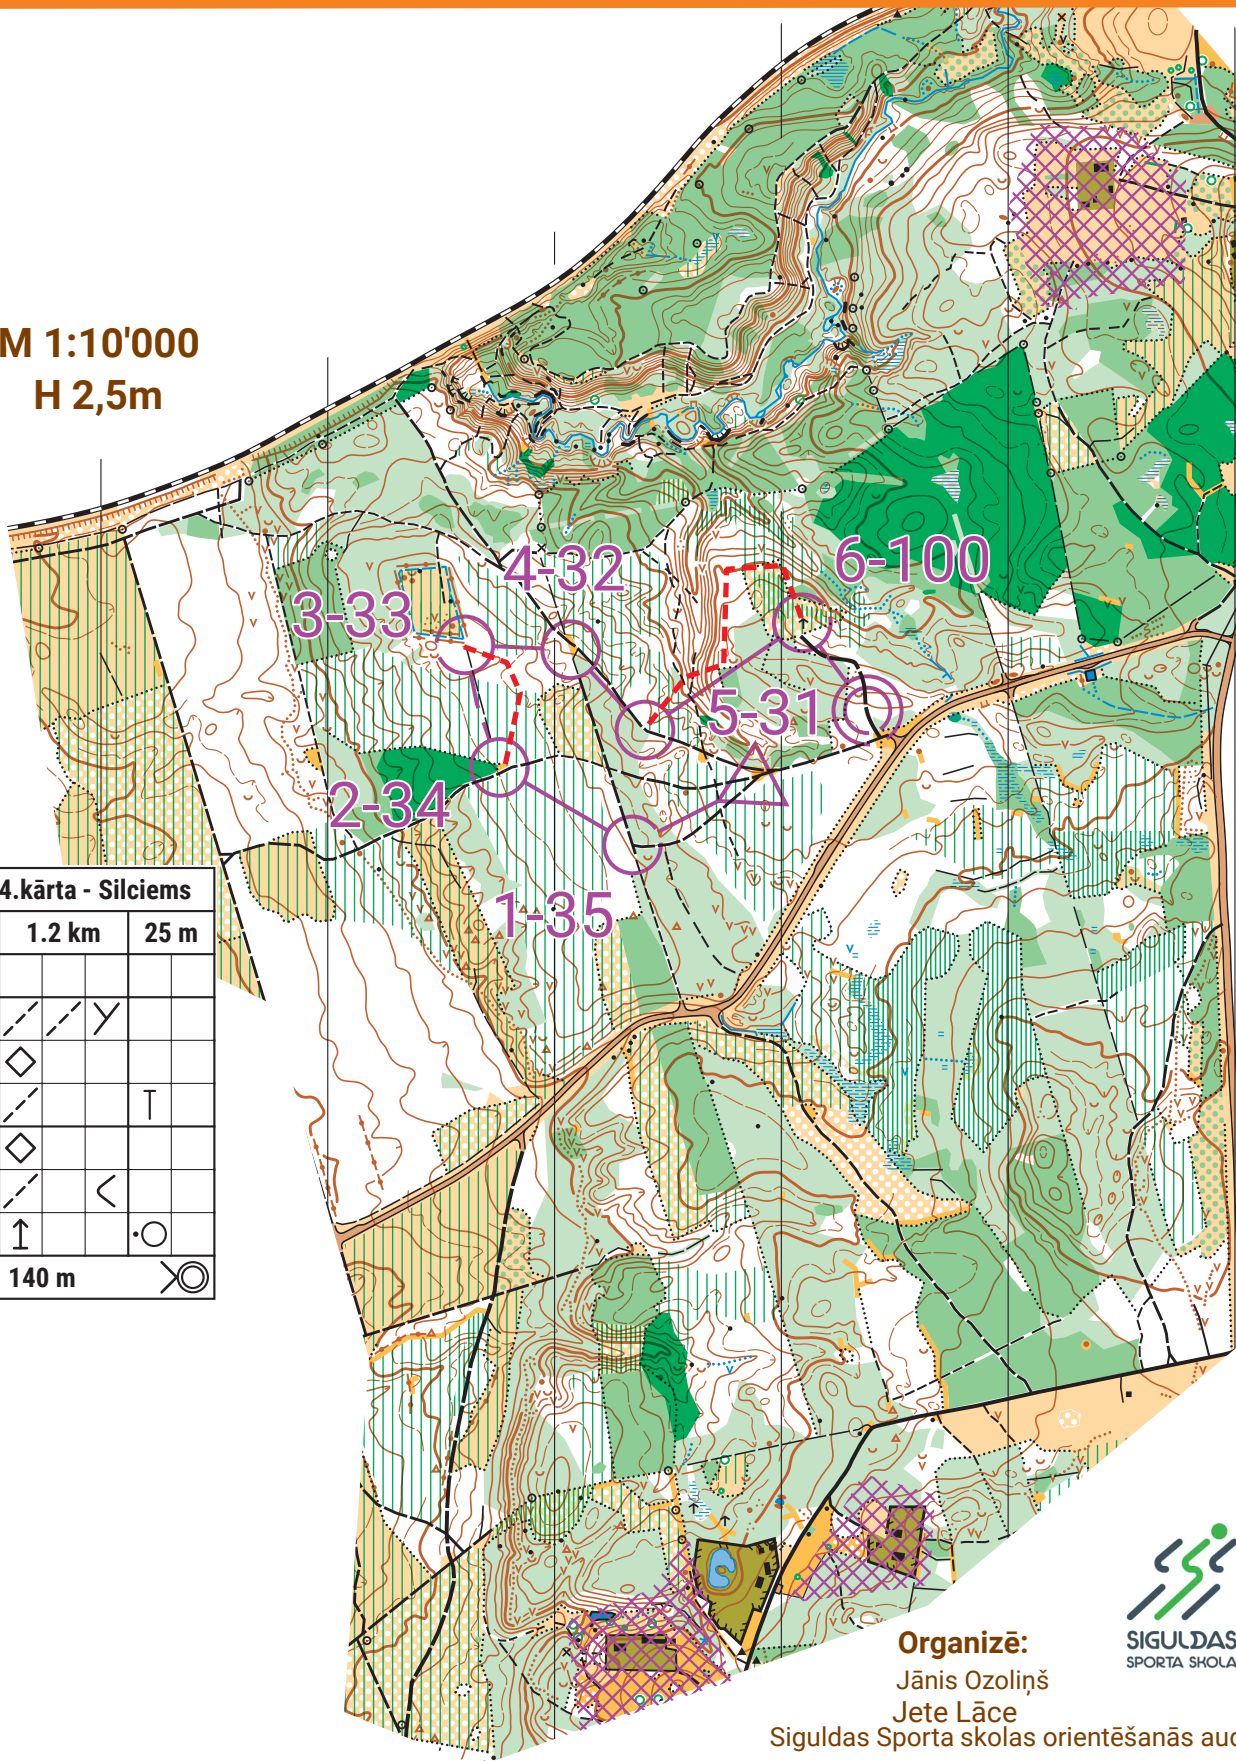 M 1:10'000
H 2,5m
4-32
6-100
3-33
5-31
2-34
1-35
4.kārta - Silciems
1.2 km 25 m
140 m
SIGULDAS
SPORTA SKOLA
Organizē:
Jānis Ozoliņš
Jete Lāce
Siguldas Sporta skolas orientēšanās aud